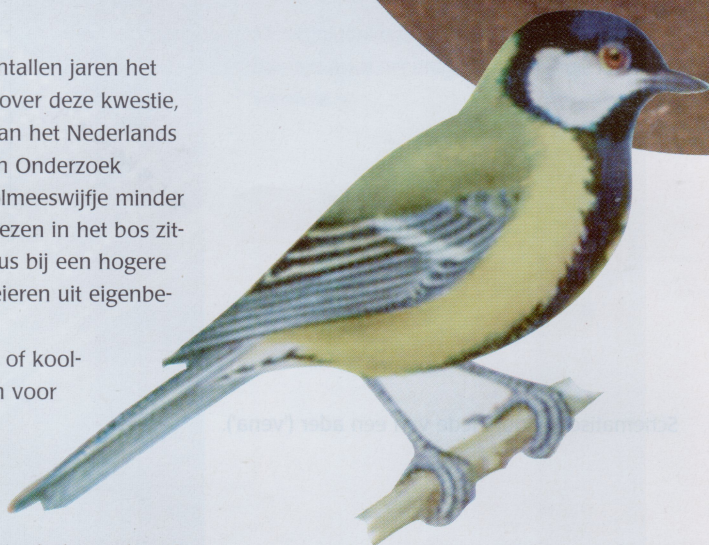 ntallen jaren het
over deze kwestie,
an het Nederlands
n Onderzoek
lmeeswijfje minder
ezen in het bos zit-
us bij een hogere
eieren uit eigenbe-
of kool-
n voor